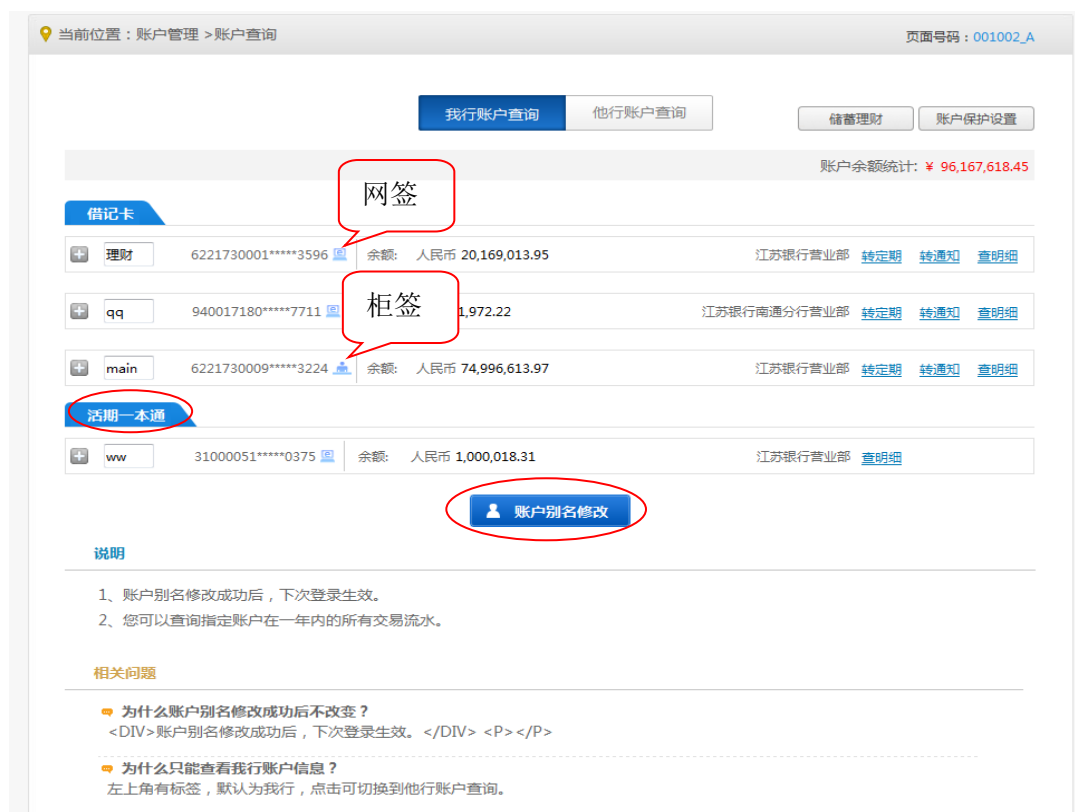 当前位置：账户管理 >账户查询
页面号码：001002_A
我行账户查询 他行账户查询 储蓄理财 账户保护设置
账户余额统计: ¥ 96,167,618.45
网签
借记卡
理财 6221730001*****3596 余额: 人民币 20,169,013.95 江苏银行营业部 转定期 转通知 查明细
柜签
qq 940017180*****7711 1,972.22 江苏银行南通分行营业部 转定期 转通知 查明细
main 6221730009*****3224 余额: 人民币 74,996,613.97 江苏银行营业部 转定期 转通知 查明细
活期一本通
ww 31000051*****0375 余额: 人民币 1,000,018.31 江苏银行营业部 查明细
账户别名修改
说明
1、账户别名修改成功后，下次登录生效。
2、您可以查询指定账户在一年内的所有交易流水。
相关问题
为什么账户别名修改成功后不改变？
<DIV>账户别名修改成功后，下次登录生效。</DIV> <P></P>
为什么只能查看我行账户信息？
左上角有标签，默认为我行，点击可切换到他行账户查询。